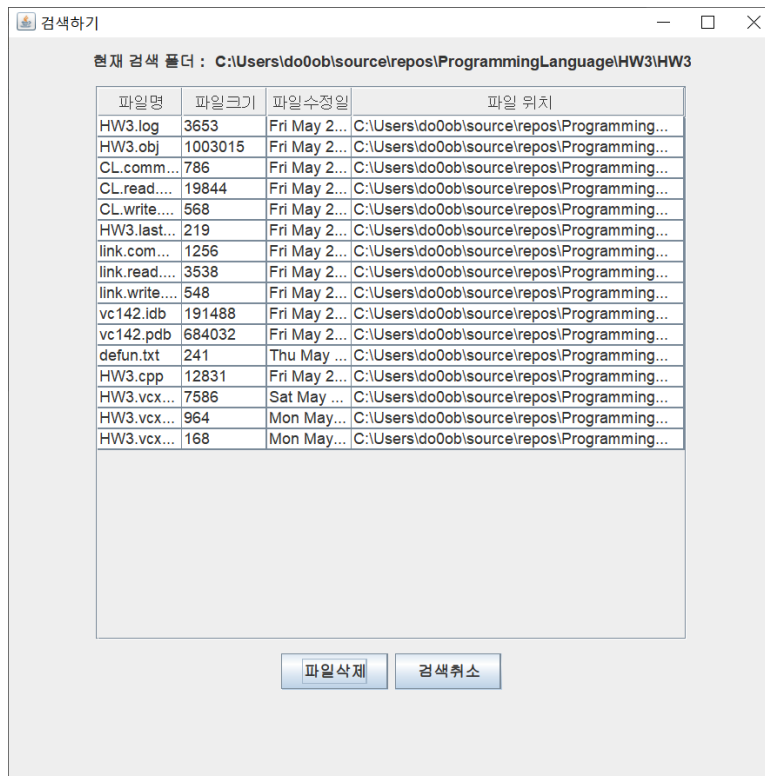 검색하기
현재 검색 폴더 : C:\Users\do0ob\source\repos\ProgrammingLanguage\HW3\HW3
파일명 파일크기 파일수정일 파일 위치
HW3.log 3653 Fri May 2... C:\Users\do0ob\source\repos\Programming...
HW3.obj 1003015 Fri May 2... C:\Users\do0ob\source\repos\Programming...
CL.comm... 786 Fri May 2... C:\Users\do0ob\source\repos\Programming...
CL.read.... 19844 Fri May 2... C:\Users\do0ob\source\repos\Programming...
CL.write.... 568 Fri May 2... C:\Users\do0ob\source\repos\Programming...
HW3.last... 219 Fri May 2... C:\Users\do0ob\source\repos\Programming...
link.com... 1256 Fri May 2... C:\Users\do0ob\source\repos\Programming...
link.read.... 3538 Fri May 2... C:\Users\do0ob\source\repos\Programming...
link.write.... 548 Fri May 2... C:\Users\do0ob\source\repos\Programming...
vc142.idb 191488 Fri May 2... C:\Users\do0ob\source\repos\Programming...
vc142.pdb 684032 Fri May 2... C:\Users\do0ob\source\repos\Programming...
defun.txt 241 Thu May ... C:\Users\do0ob\source\repos\Programming...
HW3.cpp 12831 Fri May 2... C:\Users\do0ob\source\repos\Programming...
HW3.vcx... 7586 Sat May ... C:\Users\do0ob\source\repos\Programming...
HW3.vcx... 964 Mon May... C:\Users\do0ob\source\repos\Programming...
HW3.vcx... 168 Mon May... C:\Users\do0ob\source\repos\Programming...
파일삭제 검색취소